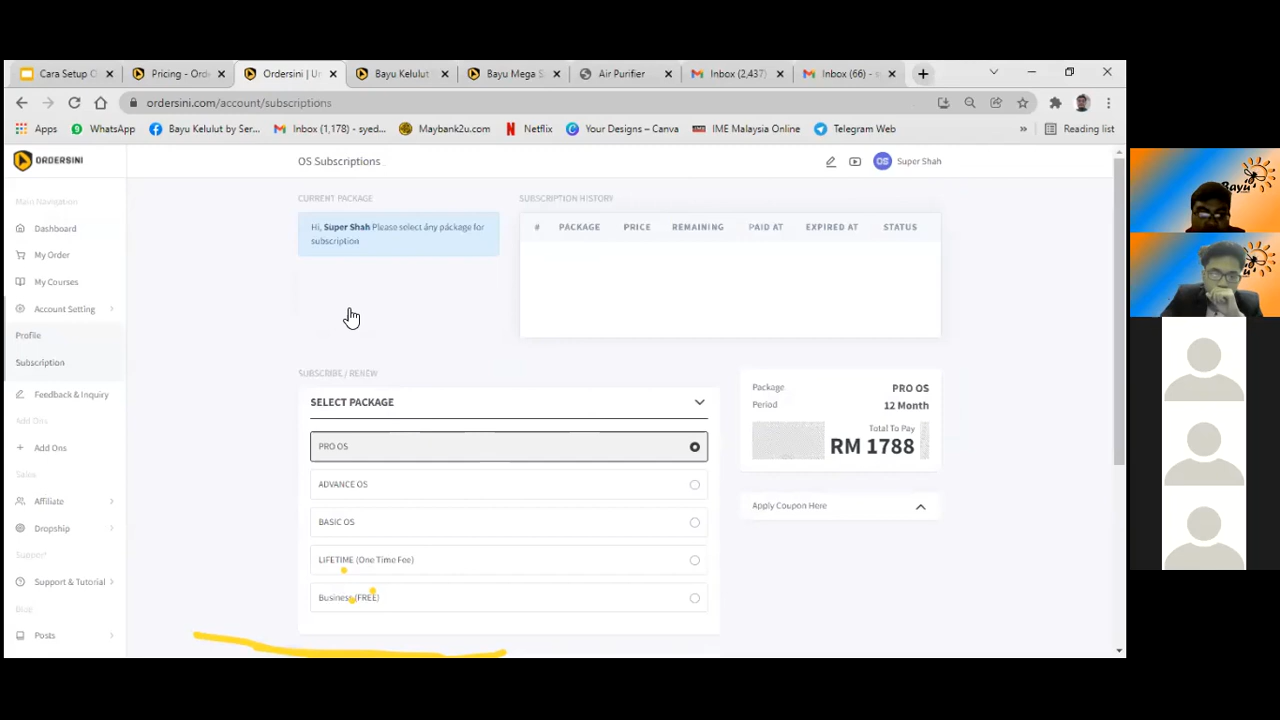 Cara Setup O
Pricing - Orde
Ordersini | Ur
Bayu Kelulut
Bayu Mega S
Air Purifier
Inbox (2,437)
Inbox (66) - s
ordersini.com/account/subscriptions
Apps
WhatsApp
Bayu Kelulut by Ser...
Inbox (1,178) - syed...
Maybank2u.com
Netflix
Your Designes – Canva
IME Malaysia Online
Telegram Web
»
Reading list
ORDERSINI
OS Subscriptions
OS
Super Shah
Main Navigation
Dashboard
My Order
My Courses
Account Setting
Profile
Subscription
Feedback & Inquiry
Add Ons
Add Ons
Sales
Affiliate
Dropship
Support
Support & Tutorial
Blog
Posts
CURRENT PACKAGE
Hi, Super Shah Please select any package for
subscription
SUBSCRIPTION HISTORY
# PACKAGE PRICE REMAINING PAID AT EXPIRED AT STATUS
SUBSCRIBE / RENEW
SELECT PACKAGE
PRO OS
ADVANCE OS
BASIC OS
LIFETIME (One Time Fee)
Business (FREE)
Package PRO OS
Period 12 Month
Total To Pay
RM 1788
Apply Coupon Here